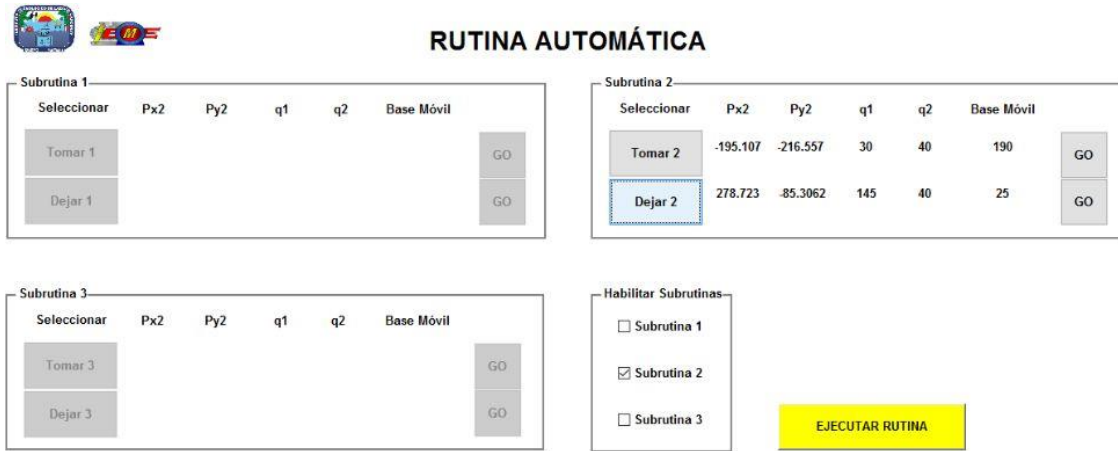 EME
RUTINA AUTOMÁTICA
Subrutina 1
Seleccionar Px2 Py2 q1 q2 Base Móvil
Tomar 1 GO
Dejar 1 GO
Subrutina 2
Seleccionar Px2 Py2 q1 q2 Base Móvil
Tomar 2 -195.107 -216.557 30 40 190 GO
Dejar 2 278.723 -85.3062 145 40 25 GO
Subrutina 3
Seleccionar Px2 Py2 q1 q2 Base Móvil
Tomar 3 GO
Dejar 3 GO
Habilitar Subrutinas
Subrutina 1
Subrutina 2
Subrutina 3
EJECUTAR RUTINA